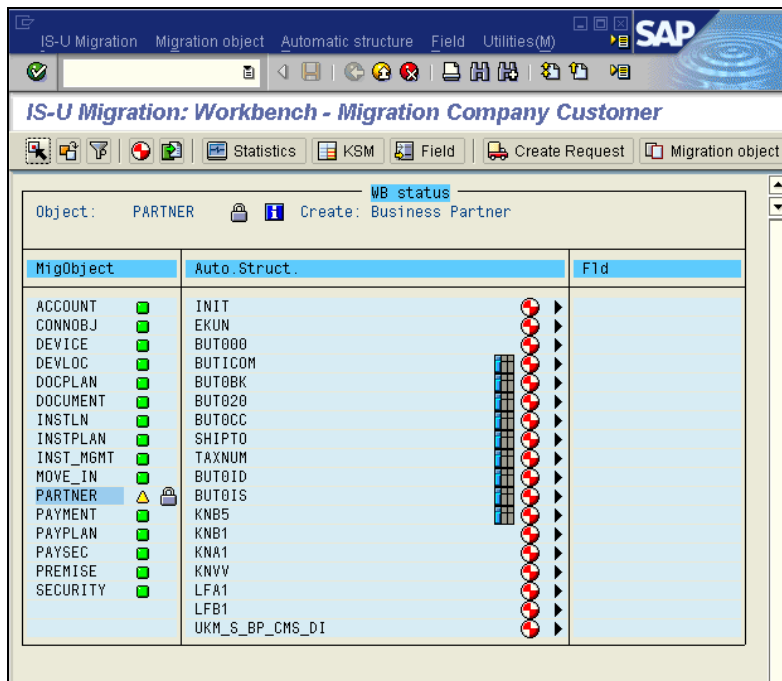 IS-U Migration Migration object Automatic structure Field Utilities(M)
SAP
IS-U Migration: Workbench - Migration Company Customer
Statistics KSM Field Create Request Migration object
WB status
Object: PARTNER Create: Business Partner
MigObject Auto.Struct. Fld
ACCOUNT INIT
CONNOBJ EKUN
DEVICE BUT000
DEVLOC BUTICOM
DOCPLAN BUT0BK
DOCUMENT BUT020
INSTLN BUT0CC
INSTPLAN SHIPTO
INST_MGMT TAXNUM
MOVE_IN BUT0ID
PARTNER BUT0IS
PAYMENT KNB5
PAYPLAN KNB1
PAYSEC KNA1
PREMISE KNVV
SECURITY LFA1
LFB1
UKM_S_BP_CMS_DI